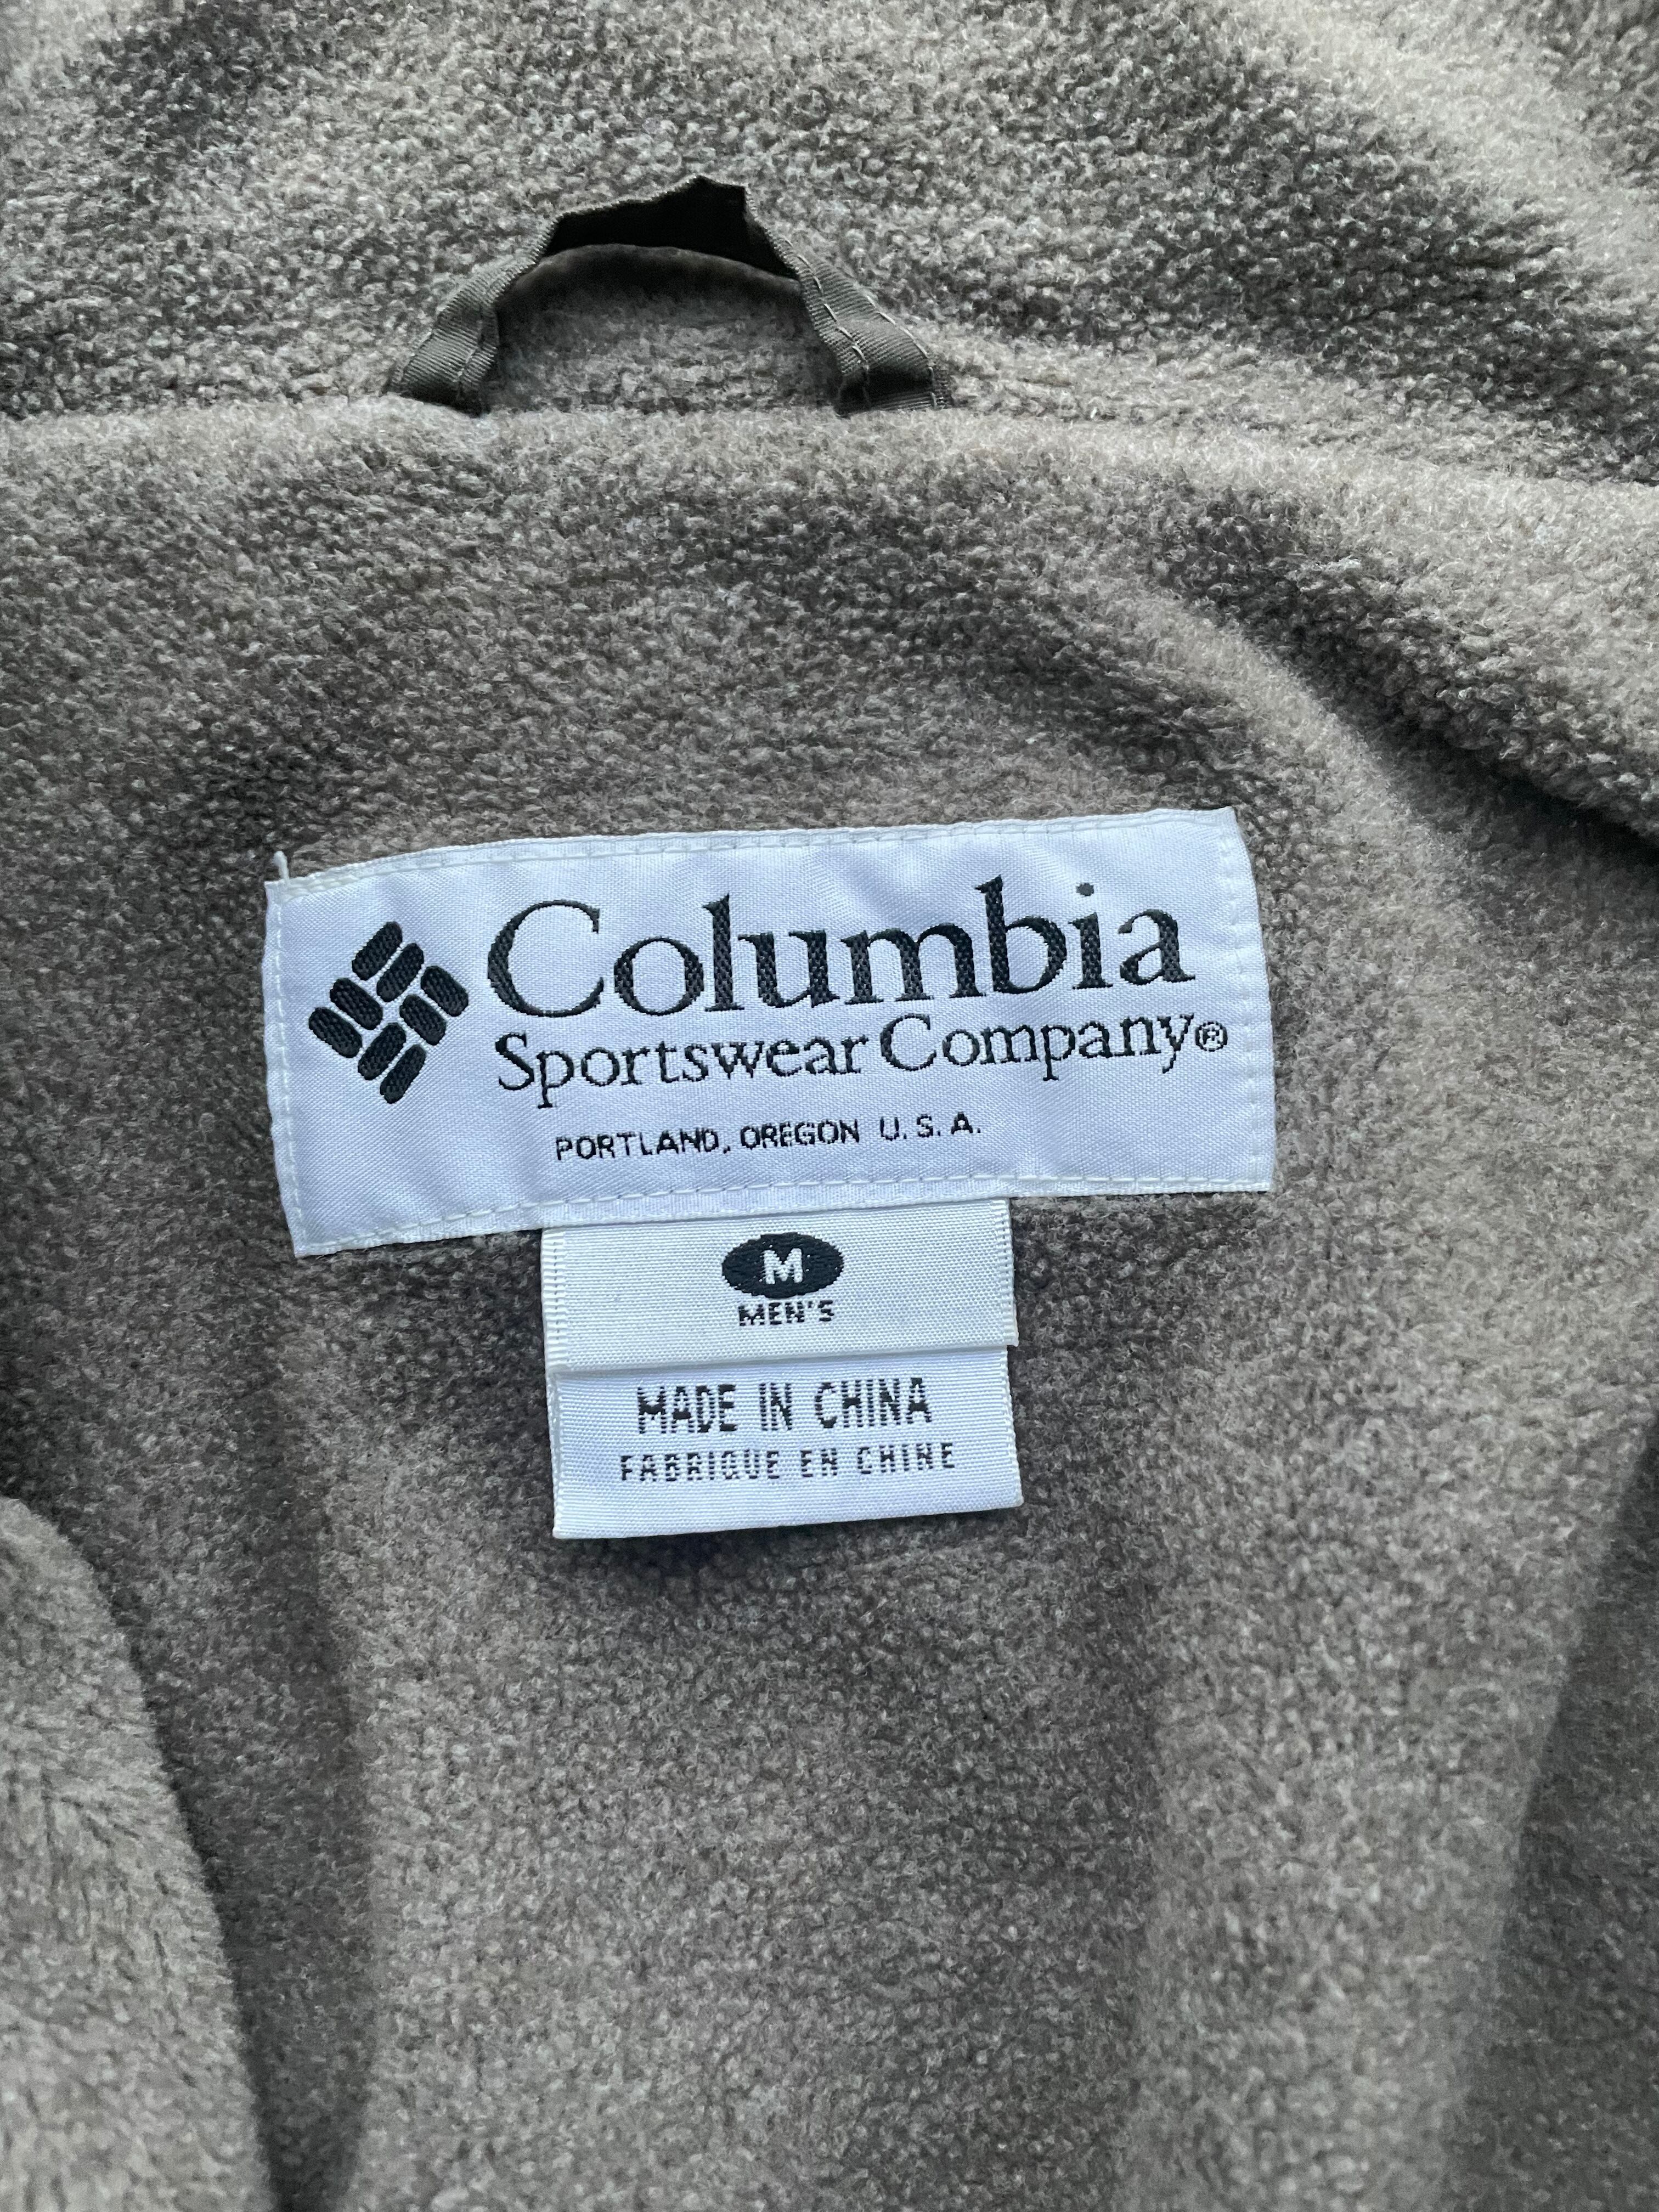 Columbia
Sportswear Company®
PORTLAND, OREGON U.S.A.
M
MEN'S
MADE IN CHINA
FABRIQUE EN CHINE